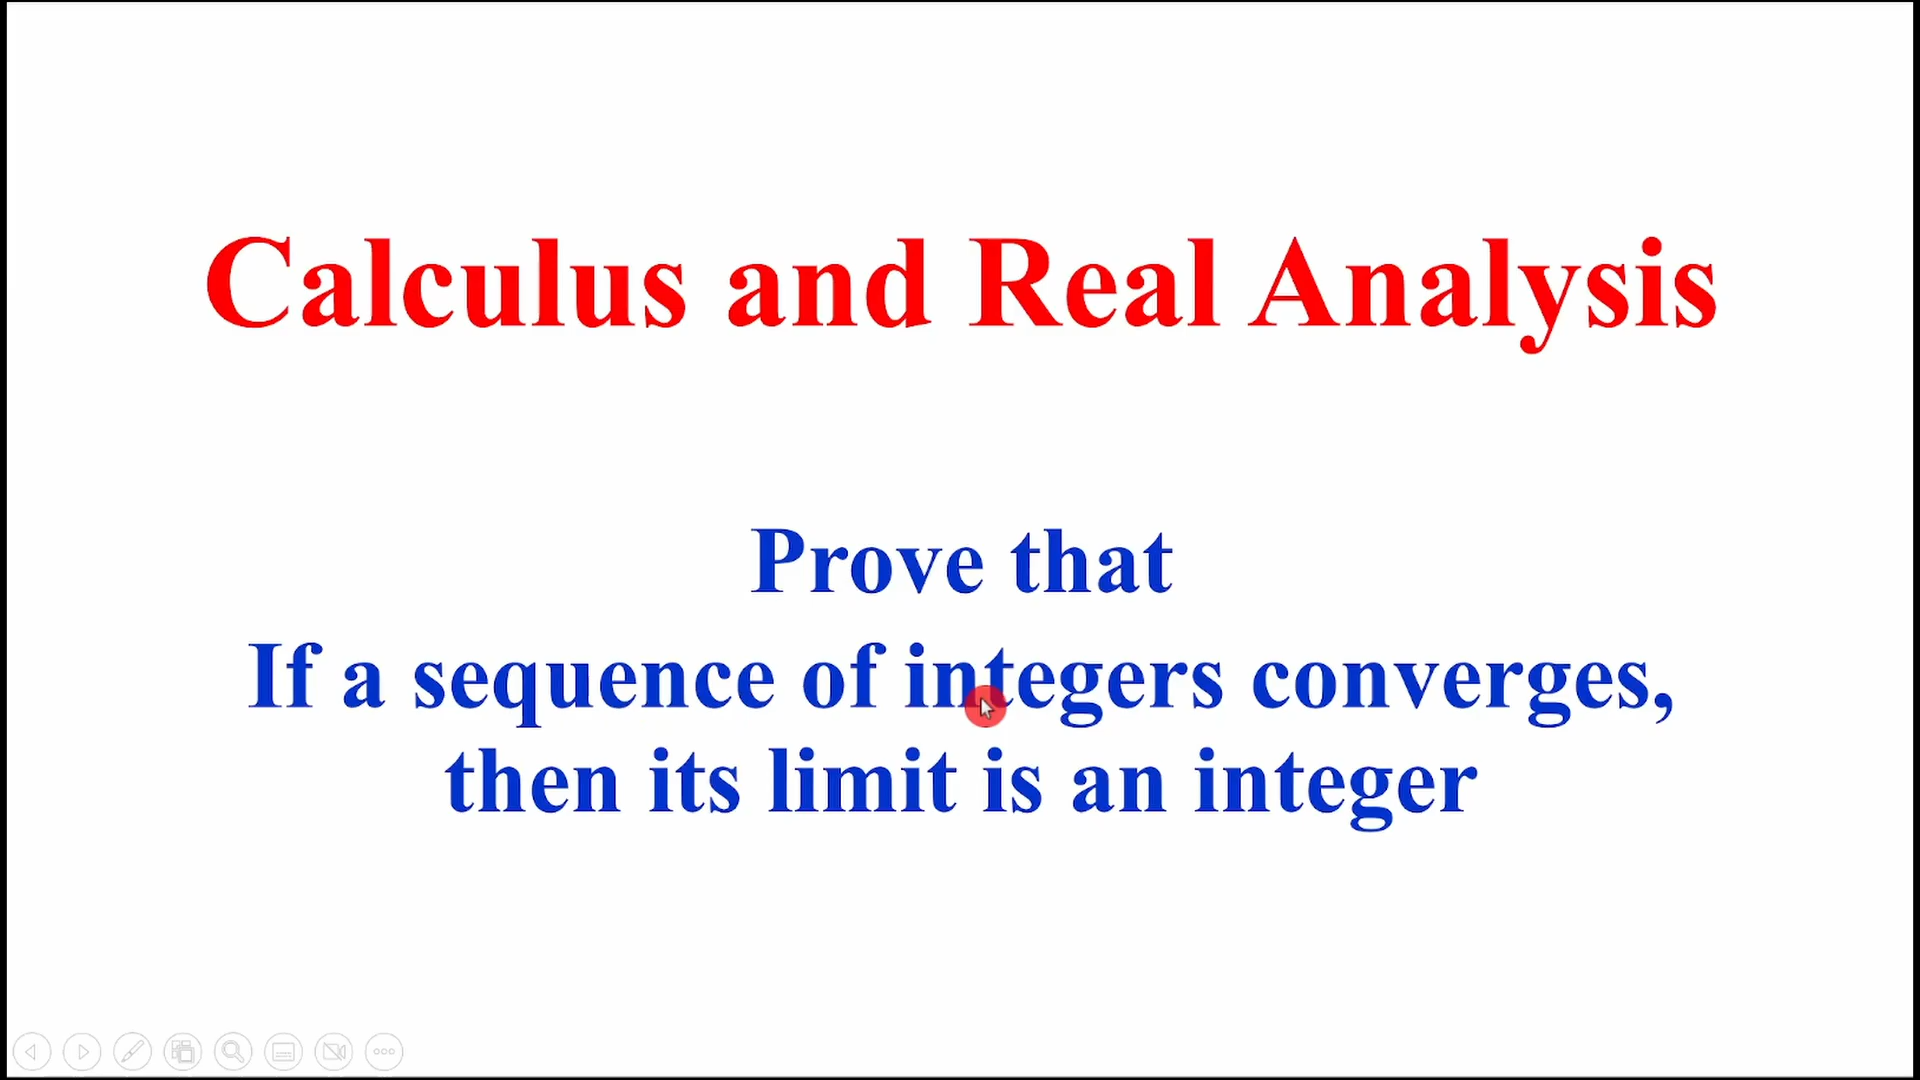 Calculus and Real Analysis
Prove that
If a sequence of integers converges,
then its limit is an integer